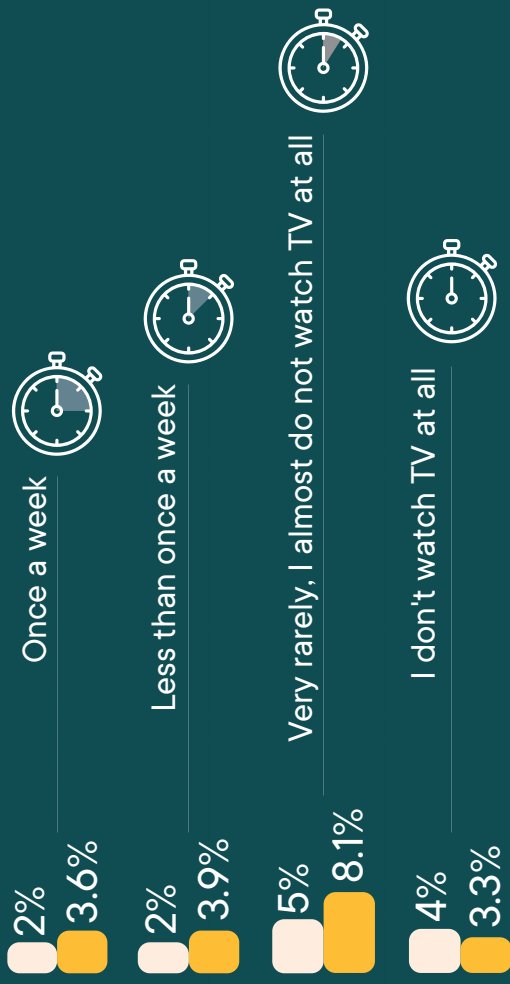 Once a week
2%
3.6%
Less than once a week
2%
3.9%
Very rarely, I almost do not watch TV at all
5%
8.1%
I don't watch TV at all
4%
3.3%